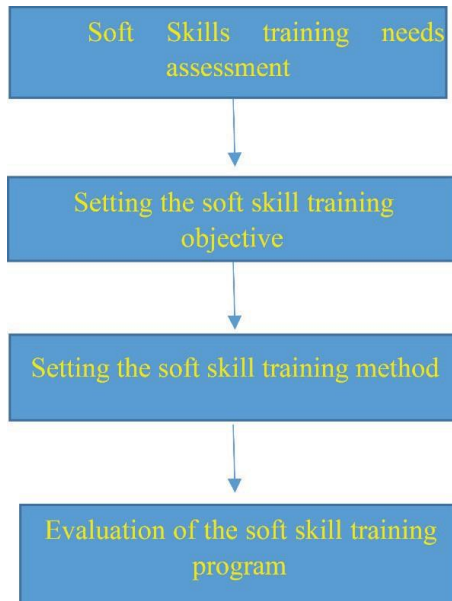 Soft Skills training needs
assessment
Setting the soft skill training
objective
Setting the soft skill training method
Evaluation of the soft skill training
program